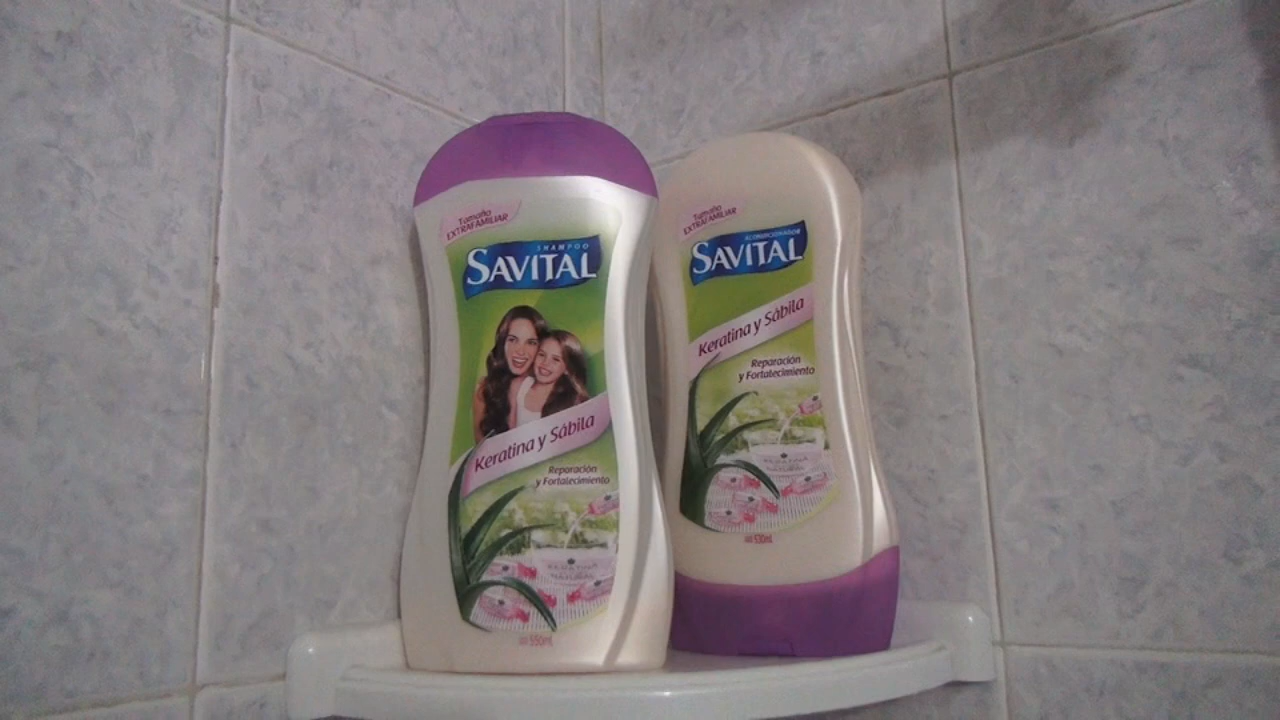 Tamaño
EXTRAFAMILIAR
SHAMPOO
SAVITAL
Keratina y Sábila
Reparación
y Fortalecimiento
550mL
Tamaño
EXTRAFAMILIAR
ACONDICIONADOR
SAVITAL
Keratina y Sábila
Reparación
y Fortalecimiento
530mL